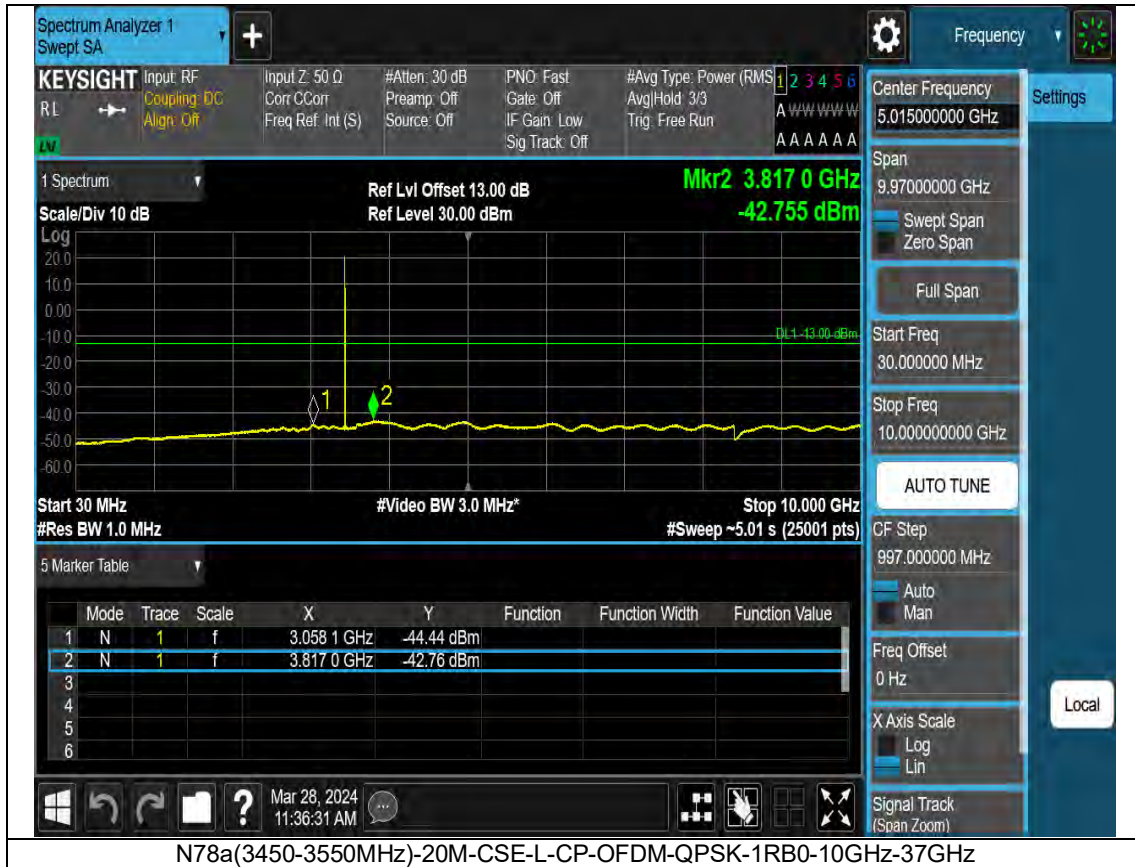 Spectrum Analyzer 1
Swept SA
Frequency
KEYSIGHT
RL
Input: RF
Coupling: DC
Align: Off
Input Z: 50 Ω
Corr CCorr
Freq Ref: Int (S)
#Atten: 30 dB
Preamp: Off
Source: Off
PNO: Fast
Gate: Off
IF Gain: Low
Sig Track: Off
#Avg Type: Power (RMS
Avg|Hold: 3/3
Trig: Free Run
1 2 3 4 5 6
A W W W W W
A A A A A A
1 Spectrum
Scale/Div 10 dB
Ref Lvl Offset 13.00 dB
Ref Level 30.00 dBm
Mkr2 3.817 0 GHz
-42.755 dBm
Log
20.0
10.0
0.00
-10.0
-20.0
-30.0
-40.0
-50.0
-60.0
DL1 -13.00 dBm
1
2
Start 30 MHz
#Video BW 3.0 MHz*
Stop 10.000 GHz
#Res BW 1.0 MHz
#Sweep ~5.01 s (25001 pts)
5 Marker Table
Mode Trace Scale X Y Function Function Width Function Value
1 N 1 f 3.058 1 GHz -44.44 dBm
2 N 1 f 3.817 0 GHz -42.76 dBm
3
4
5
6
Mar 28, 2024
11:36:31 AM
Center Frequency
5.015000000 GHz
Settings
Span
9.97000000 GHz
Swept Span
Zero Span
Full Span
Start Freq
30.000000 MHz
Stop Freq
10.000000000 GHz
AUTO TUNE
CF Step
997.000000 MHz
Auto
Man
Freq Offset
0 Hz
X Axis Scale
Log
Lin
Local
Signal Track
(Span Zoom)
N78a(3450-3550MHz)-20M-CSE-L-CP-OFDM-QPSK-1RB0-10GHz-37GHz